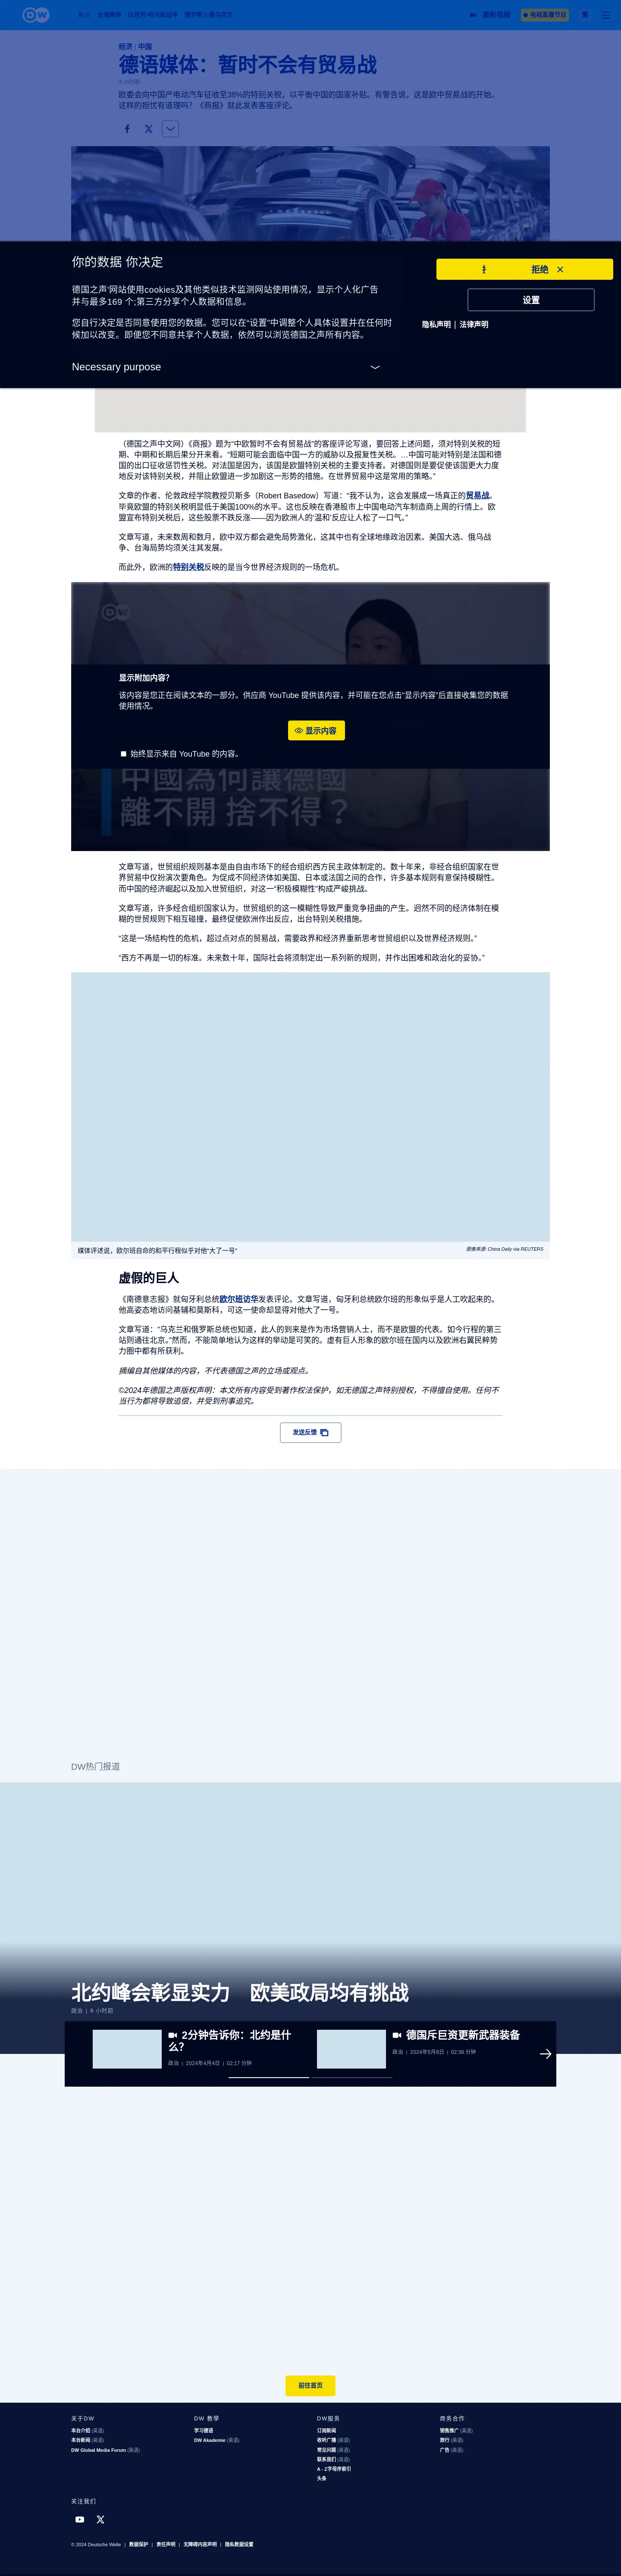 焦点
台海两岸
以色列-哈马斯战争
俄罗斯入侵乌克兰
最新视频
电视直播节目
经济 | 中国
德语媒体：暂时不会有贸易战
4 小时前
欧委会向中国产电动汽车征收至38%的特别关税，以平衡中国的国家补贴。有警告说，这是欧中贸易战的开始。
这样的担忧有道理吗？《商报》就此发表客座评论。
你的数据 你决定
德国之声'网站使用cookies及其他类似技术监测网站使用情况，显示个人化广告
并与最多169 个;第三方分享个人数据和信息。
您自行决定是否同意使用您的数据。您可以在“设置”中调整个人具体设置并在任何时
候加以改变。即便您不同意共享个人数据，依然可以浏览德国之声所有内容。
Necessary purpose
拒绝
设置
隐私声明 | 法律声明
（德国之声中文网）《商报》题为“中欧暂时不会有贸易战”的客座评论写道，要回答上述问题，须对特别关税的短
期、中期和长期后果分开来看。“短期可能会面临中国一方的威胁以及报复性关税。…中国可能对特别是法国和德
国的出口征收惩罚性关税。对法国是因为，该国是欧盟特别关税的主要支持者。对德国则是要促使该国更大力度
地反对该特别关税，并阻止欧盟进一步加剧这一形势的措施。在世界贸易中这是常用的策略。”
文章的作者、伦敦政经学院教授贝斯多（Robert Basedow）写道：“我不认为，这会发展成一场真正的贸易战。
毕竟欧盟的特别关税明显低于美国100%的水平。这也反映在香港股市上中国电动汽车制造商上周的行情上。欧
盟宣布特别关税后，这些股票不跌反涨——因为欧洲人的‘温和’反应让人松了一口气。”
文章写道，未来数周和数月，欧中双方都会避免局势激化，这其中也有全球地缘政治因素。美国大选、俄乌战
争、台海局势均须关注其发展。
而此外，欧洲的特别关税反映的是当今世界经济规则的一场危机。
显示附加内容？
该内容是您正在阅读文本的一部分。供应商 YouTube 提供该内容，并可能在您点击“显示内容”后直接收集您的数据
使用情况。
显示内容
始终显示来自 YouTube 的内容。
中國為何讓德國
離不開 捨不得？
文章写道，世贸组织规则基本是由自由市场下的经合组织西方民主政体制定的。数十年来，非经合组织国家在世
界贸易中仅扮演次要角色。为促成不同经济体如美国、日本或法国之间的合作，许多基本规则有意保持模糊性。
而中国的经济崛起以及加入世贸组织，对这一“积极模糊性”构成严峻挑战。
文章写道，许多经合组织国家认为，世贸组织的这一模糊性导致严重竞争扭曲的产生。迥然不同的经济体制在模
糊的世贸规则下相互碰撞，最终促使欧洲作出反应，出台特别关税措施。
“这是一场结构性的危机，超过点对点的贸易战，需要政界和经济界重新思考世贸组织以及世界经济规则。”
“西方不再是一切的标准。未来数十年，国际社会将须制定出一系列新的规则，并作出困难和政治化的妥协。”
媒体评述说，欧尔班自命的和平行程似乎对他“大了一号”
图像来源: China Daily via REUTERS
虚假的巨人
《南德意志报》就匈牙利总统欧尔班访华发表评论。文章写道，匈牙利总统欧尔班的形象似乎是人工吹起来的。
他高姿态地访问基辅和莫斯科，可这一使命却显得对他大了一号。
文章写道：“乌克兰和俄罗斯总统也知道，此人的到来是作为市场营销人士，而不是欧盟的代表。如今行程的第三
站则通往北京。”然而，不能简单地认为这样的举动是可笑的。虚有巨人形象的欧尔班在国内以及欧洲右翼民粹势
力圈中都有所获利。
摘编自其他媒体的内容，不代表德国之声的立场或观点。
©2024年德国之声版权声明：本文所有内容受到著作权法保护，如无德国之声特别授权，不得擅自使用。任何不
当行为都将导致追偿，并受到刑事追究。
发送反馈
DW热门报道
北约峰会彰显实力　欧美政局均有挑战
政治 | 9 小时前
2分钟告诉你：北约是什
么？
政治 | 2024年4月4日 | 02:17 分钟
德国斥巨资更新武器装备
政治 | 2024年5月8日 | 02:38 分钟
前往首页
关于DW
本台介绍 (英语)
本台新闻 (英语)
DW Global Media Forum (英语)
DW 教学
学习德语
DW Akademie (英语)
DW服务
订阅新闻
收听广播 (英语)
常见问题 (英语)
联系我们 (英语)
A - Z字母序索引
头条
商务合作
销售推广 (英语)
旅行 (英语)
广告 (英语)
关注我们
© 2024 Deutsche Welle | 数据保护 | 责任声明 | 无障碍内容声明 | 隐私数据设置